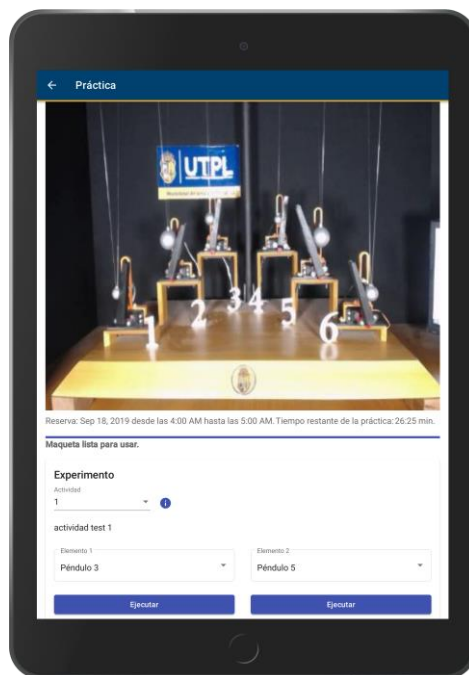 Práctica
UTPL
1 2 3 4 5 6
Reserva: Sep 18, 2019 desde las 4:00 AM hasta las 5:00 AM. Tiempo restante de la práctica: 26:25 min.
Maqueta lista para usar.
Experimento
Actividad
1
actividad test 1
Elemento 1 Elemento 2
Péndulo 3 Péndulo 5
Ejecutar Ejecutar